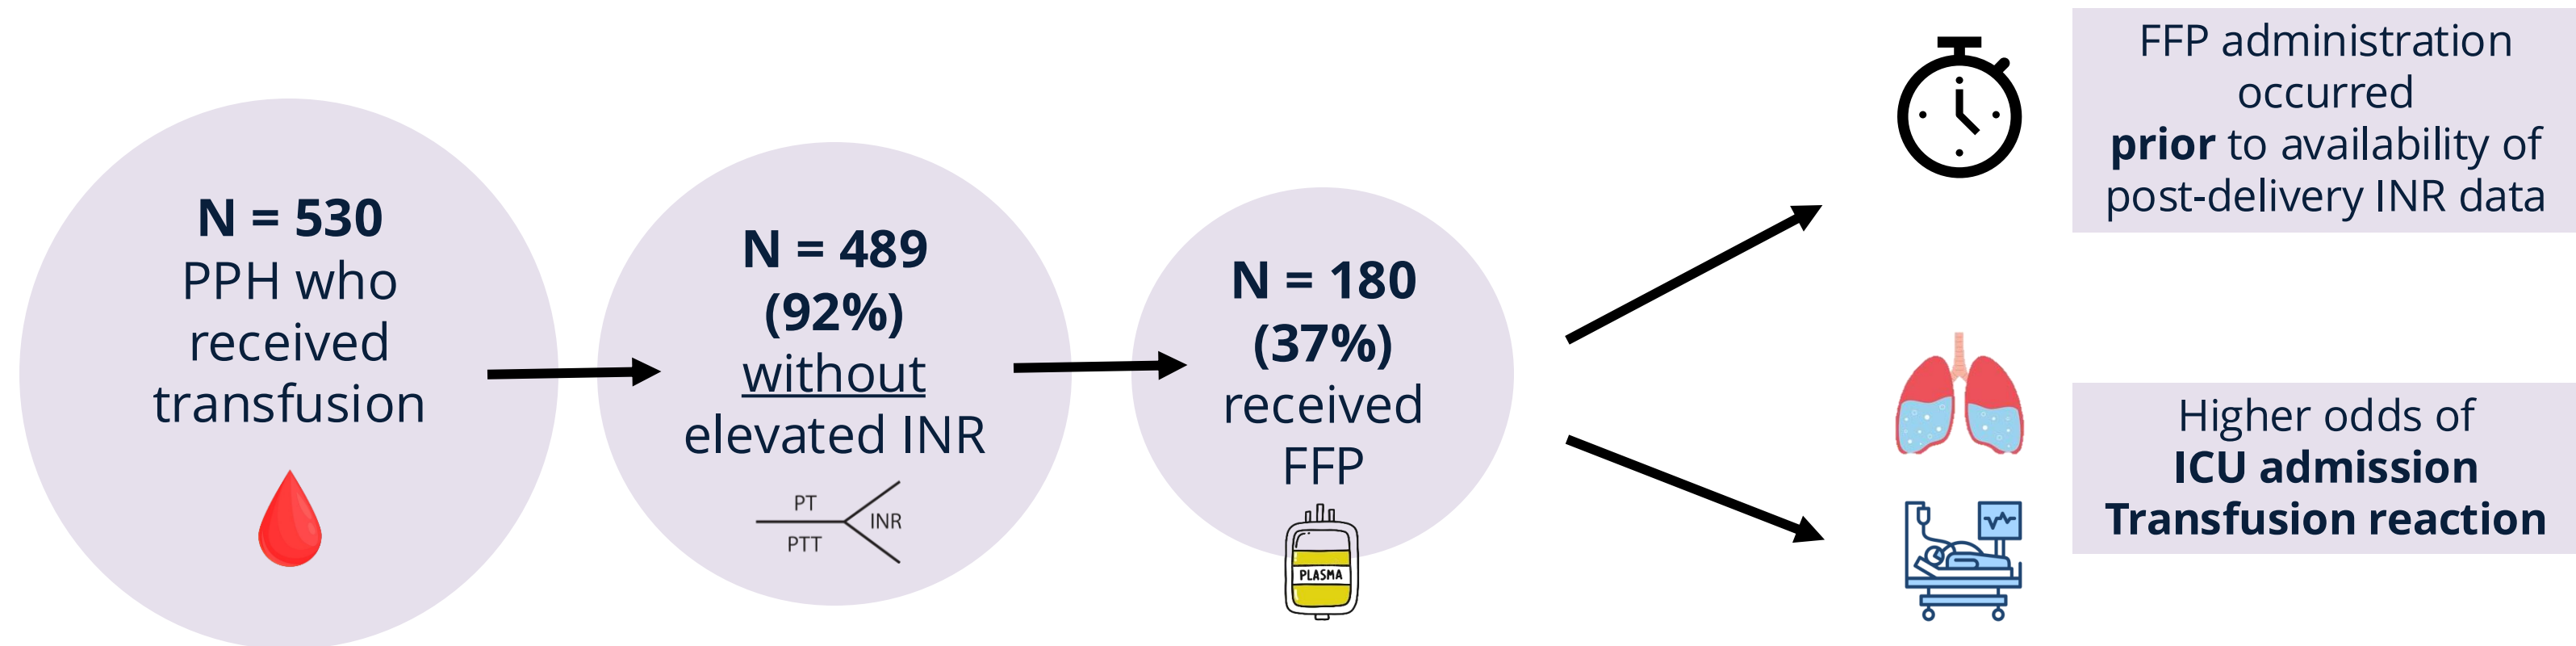 N = 530
PPH who
received
transfusion
N = 489
(92%)
without
elevated INR
PT
INR
PTT
N = 180
(37%)
received
FFP
PLASMA
FFP administration
occurred
prior to availability of
post-delivery INR data
Higher odds of
ICU admission
Transfusion reaction